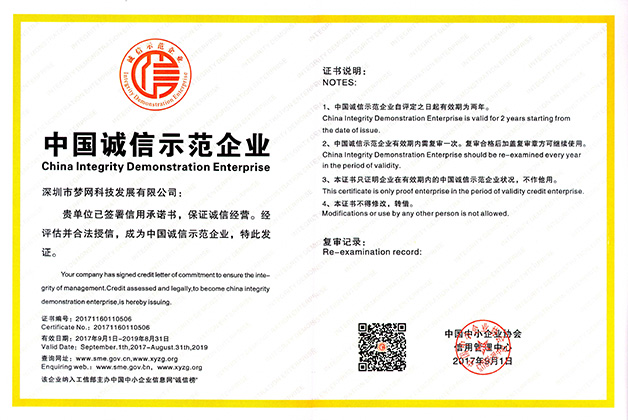 诚信示范企业
Integrity Demonstration Enterprise
中国诚信示范企业
China Integrity Demonstration Enterprise
深圳市梦网科技发展有限公司：
贵单位已签署信用承诺书，保证诚信经营。经
评估并合法授信，成为中国诚信示范企业，特此发
证。
Your company has signed credit letter of commitment to ensure the inte-
grity of management.Credit assessed and legally,to become china integrity
demonstration enterprise,is hereby issuing.
证书编号：20171160110506
Certificate No.: 20171160110506
有效日期：2017年9月1日-2019年8月31日
Valid Date: September.1th,2017-August.31th,2019
查询网址：www.sme.gov.cn,www.xyzg.org
Enquiring web: www.sme.gov.bn, www.xyzg.org
该企业纳入工信部主办中国中小企业信息网“诚信榜”
证书说明：
NOTES:
1、中国诚信示范企业自评定之日起有效期为两年。
China Integrity Demonstration Enterprise is valid for 2 years starting from
the date of issue.
2、中国诚信示范企业有效期内需复审一次。复审合格后加盖复审章方可继续使用。
China Integrity Demonstration Enterprise should be re-examined every year
in the period of validity.
3、本证书只证明企业在有效期内的中国诚信示范企业状况，不作他用。
This certificate is only proof enterprise in the period of validity credit enterprise.
4、本证书不得修改，转借。
Modifications or use by any other person is not allowed.
复审记录：
Re-examination record:
中国中小企业协会
信用管理中心
2017年9月1日